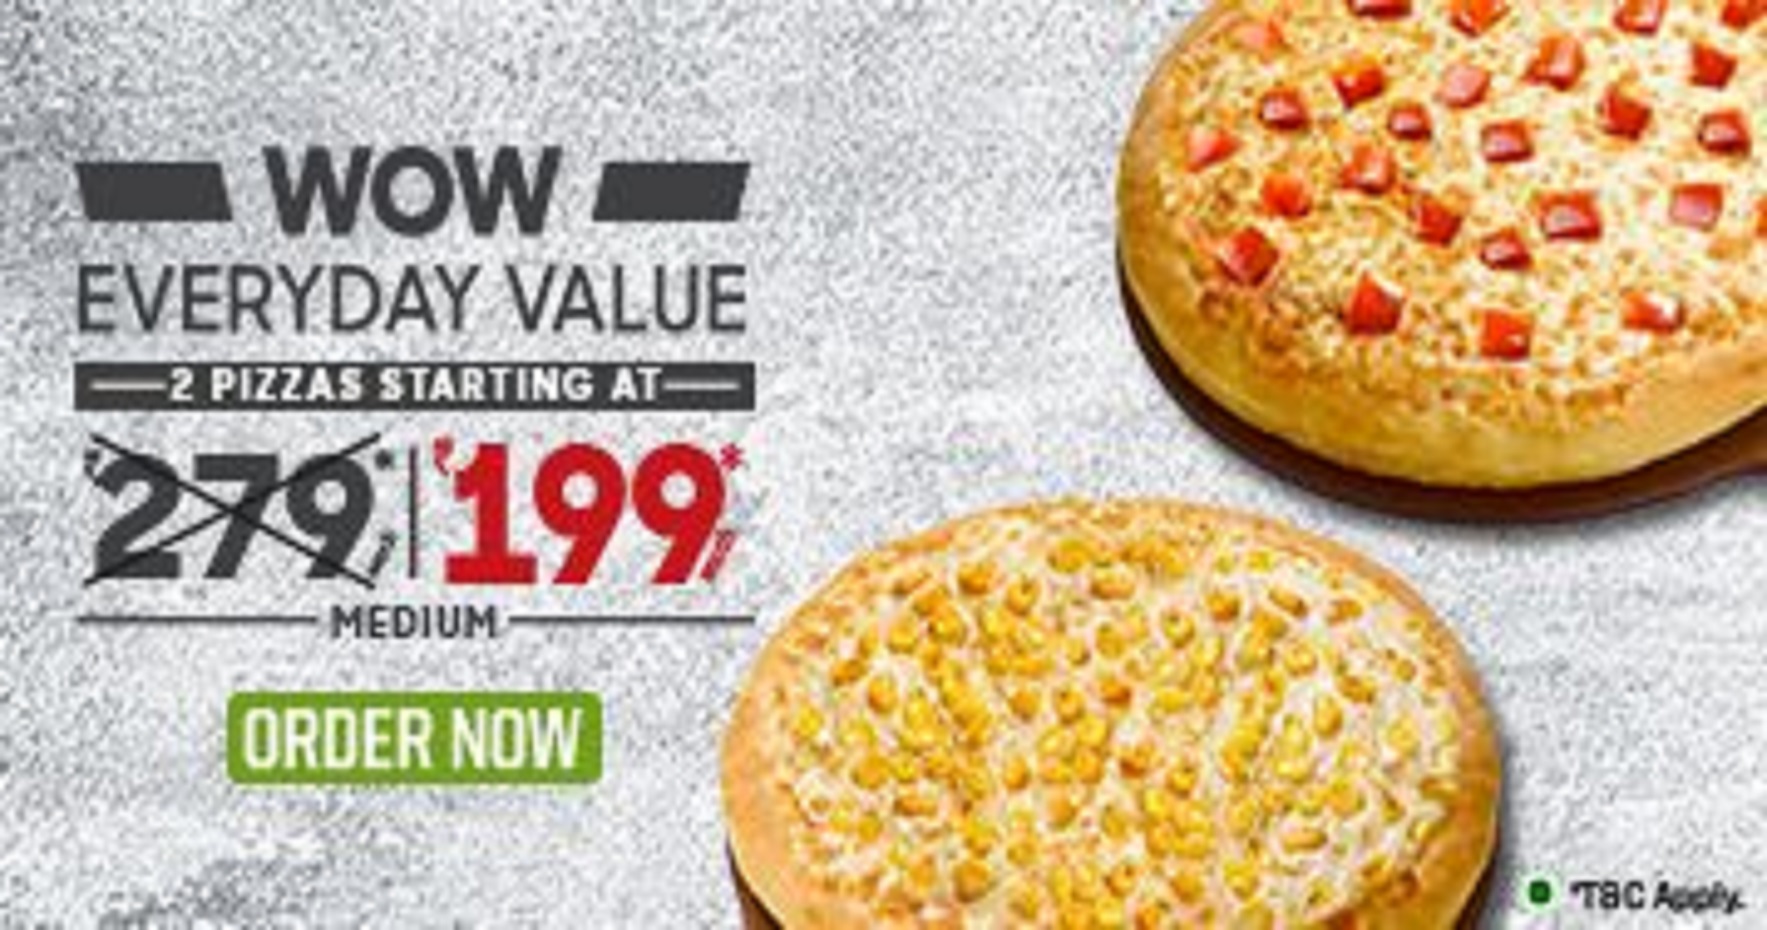 WOW
EVERYDAY VALUE
2 PIZZAS STARTING AT
₹279* ₹199*
MEDIUM
ORDER NOW
*T&C Apply.